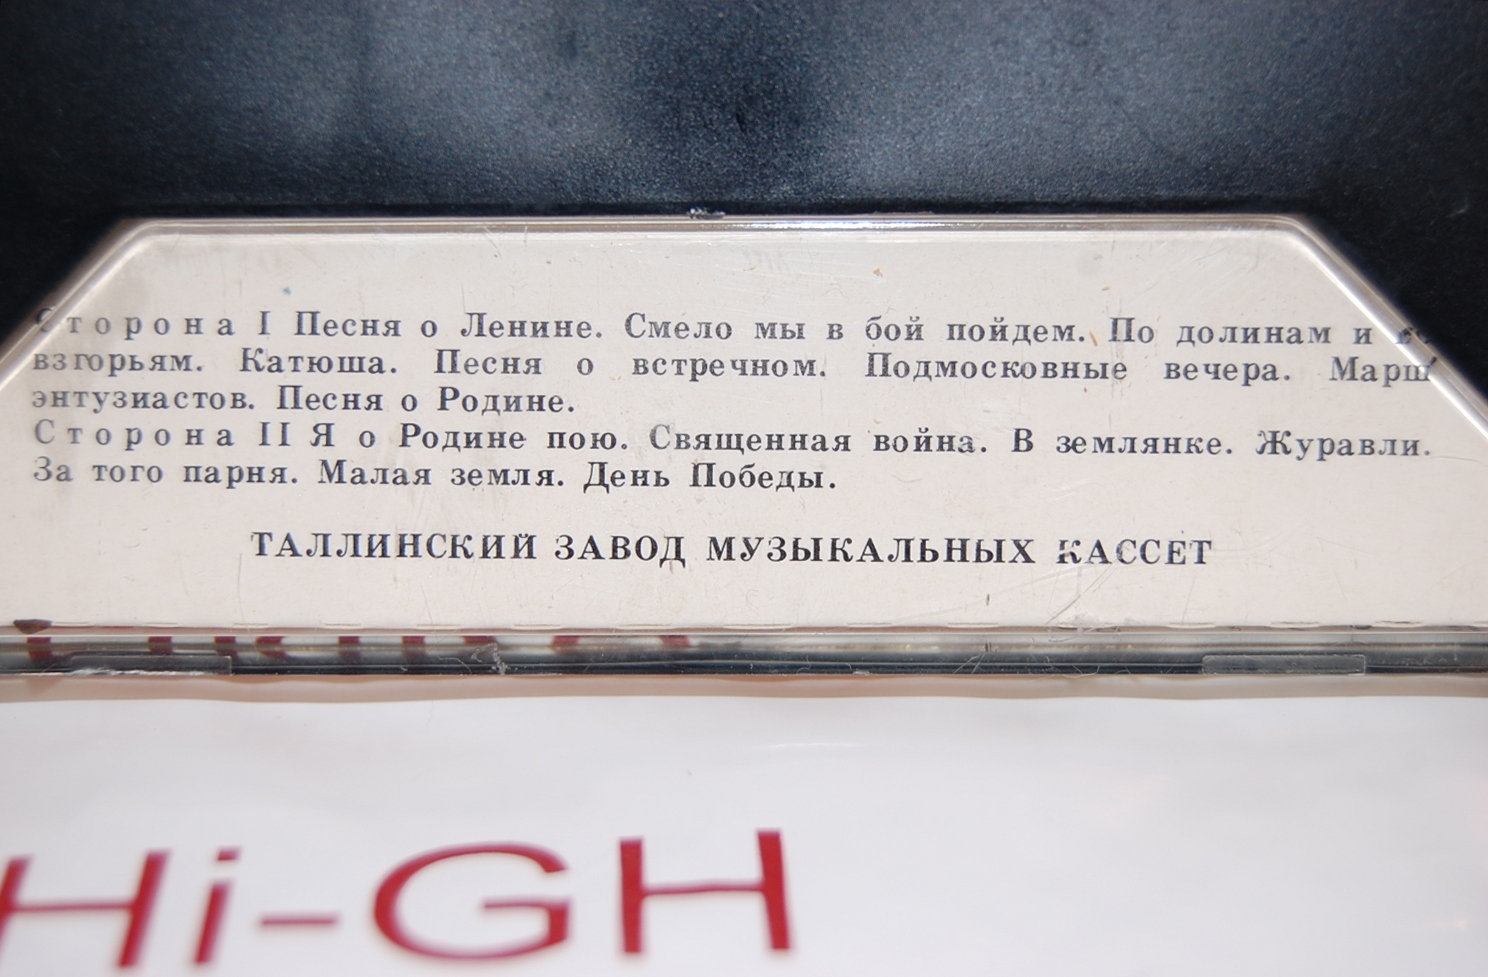 Сторона I Песня о Ленине. Смело мы в бой пойдем. По долинам и
взгорьям. Катюша. Песня о встречном. Подмосковные вечера. Марш
энтузиастов. Песня о Родине.
Сторона II Я о Родине пою. Священная война. В землянке. Журавли.
За того парня. Малая земля. День Победы.
ТАЛЛИНСКИЙ ЗАВОД МУЗЫКАЛЬНЫХ КАССЕТ
Hi-GH